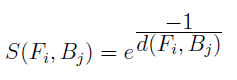 S(F_i, B_j) = e^{\frac{-1}{d(F_i, B_j)}}